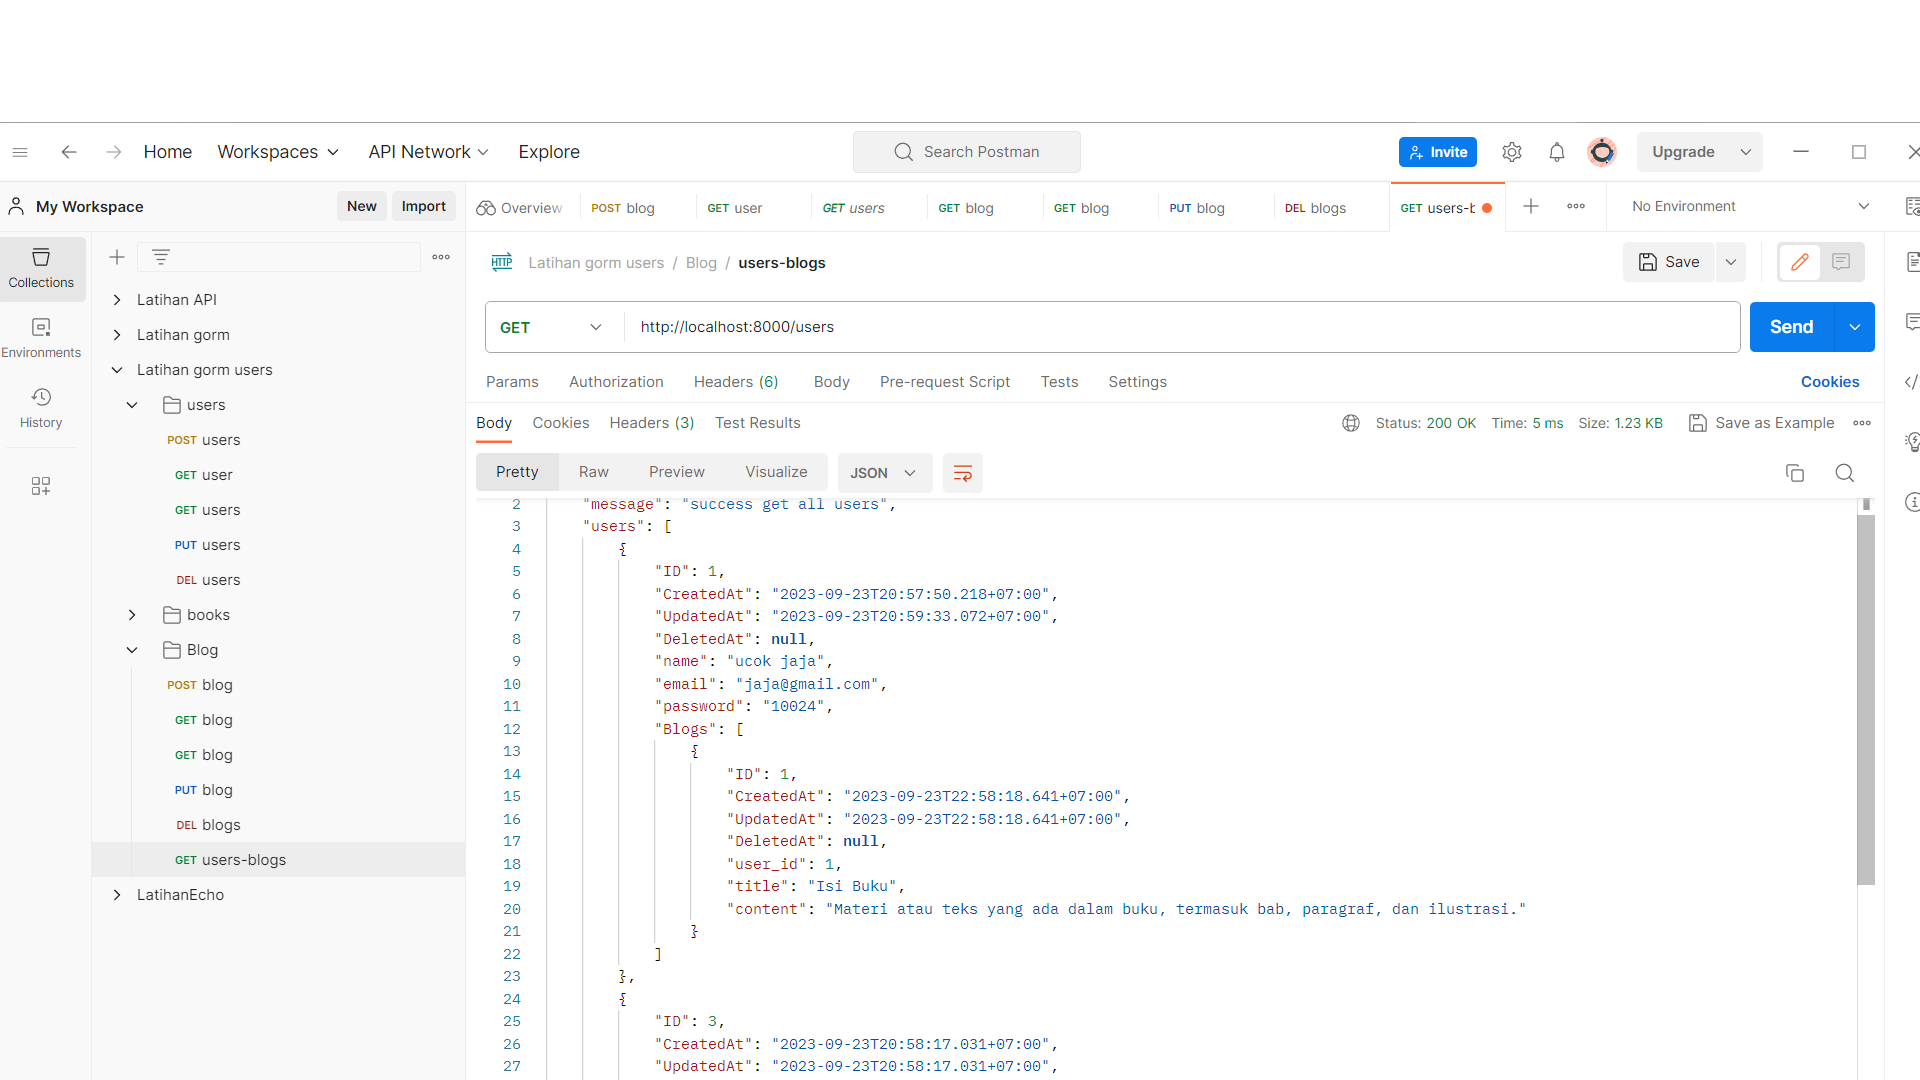 Home Workspaces API Network Explore Search Postman Invite Upgrade
My Workspace New Import Overview POST blog GET user GET users GET blog GET blog PUT blog DEL blogs GET users-b No Environment
Collections
Environments
History
Latihan API
Latihan gorm
Latihan gorm users
users
POST users
GET user
GET users
PUT users
DEL users
books
Blog
POST blog
GET blog
GET blog
PUT blog
DEL blogs
GET users-blogs
LatihanEcho
HTTP Latihan gorm users / Blog / users-blogs Save
GET http://localhost:8000/users Send
Params Authorization Headers (6) Body Pre-request Script Tests Settings Cookies
Body Cookies Headers (3) Test Results Status: 200 OK Time: 5 ms Size: 1.23 KB Save as Example
Pretty Raw Preview Visualize JSON
2 "message": "success get all users",
3 "users": [
4 {
5 "ID": 1,
6 "CreatedAt": "2023-09-23T20:57:50.218+07:00",
7 "UpdatedAt": "2023-09-23T20:59:33.072+07:00",
8 "DeletedAt": null,
9 "name": "ucok jaja",
10 "email": "jaja@gmail.com",
11 "password": "10024",
12 "Blogs": [
13 {
14 "ID": 1,
15 "CreatedAt": "2023-09-23T22:58:18.641+07:00",
16 "UpdatedAt": "2023-09-23T22:58:18.641+07:00",
17 "DeletedAt": null,
18 "user_id": 1,
19 "title": "Isi Buku",
20 "content": "Materi atau teks yang ada dalam buku, termasuk bab, paragraf, dan ilustrasi."
21 }
22 ]
23 },
24 {
25 "ID": 3,
26 "CreatedAt": "2023-09-23T20:58:17.031+07:00",
27 "UpdatedAt": "2023-09-23T20:58:17.031+07:00",